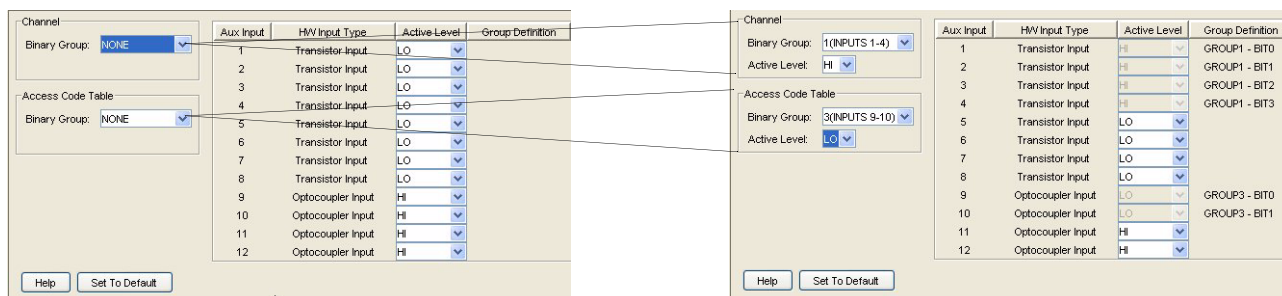 Channel
Binary Group: NONE
Access Code Table
Binary Group: NONE
Aux Input HW Input Type Active Level Group Definition
1 Transistor Input LO
2 Transistor Input LO
3 Transistor Input LO
4 Transistor Input LO
5 Transistor Input LO
6 Transistor Input LO
7 Transistor Input LO
8 Transistor Input LO
9 Optocoupler Input HI
10 Optocoupler Input HI
11 Optocoupler Input HI
12 Optocoupler Input HI
Help Set To Default
Channel
Binary Group: 1(INPUTS 1-4)
Active Level: HI
Access Code Table
Binary Group: 3(INPUTS 9-10)
Active Level: LO
Aux Input HW Input Type Active Level Group Definition
1 Transistor Input HI GROUP1 - BIT0
2 Transistor Input HI GROUP1 - BIT1
3 Transistor Input HI GROUP1 - BIT2
4 Transistor Input HI GROUP1 - BIT3
5 Transistor Input LO
6 Transistor Input LO
7 Transistor Input LO
8 Transistor Input LO
9 Optocoupler Input LO GROUP3 - BIT0
10 Optocoupler Input LO GROUP3 - BIT1
11 Optocoupler Input HI
12 Optocoupler Input HI
Help Set To Default